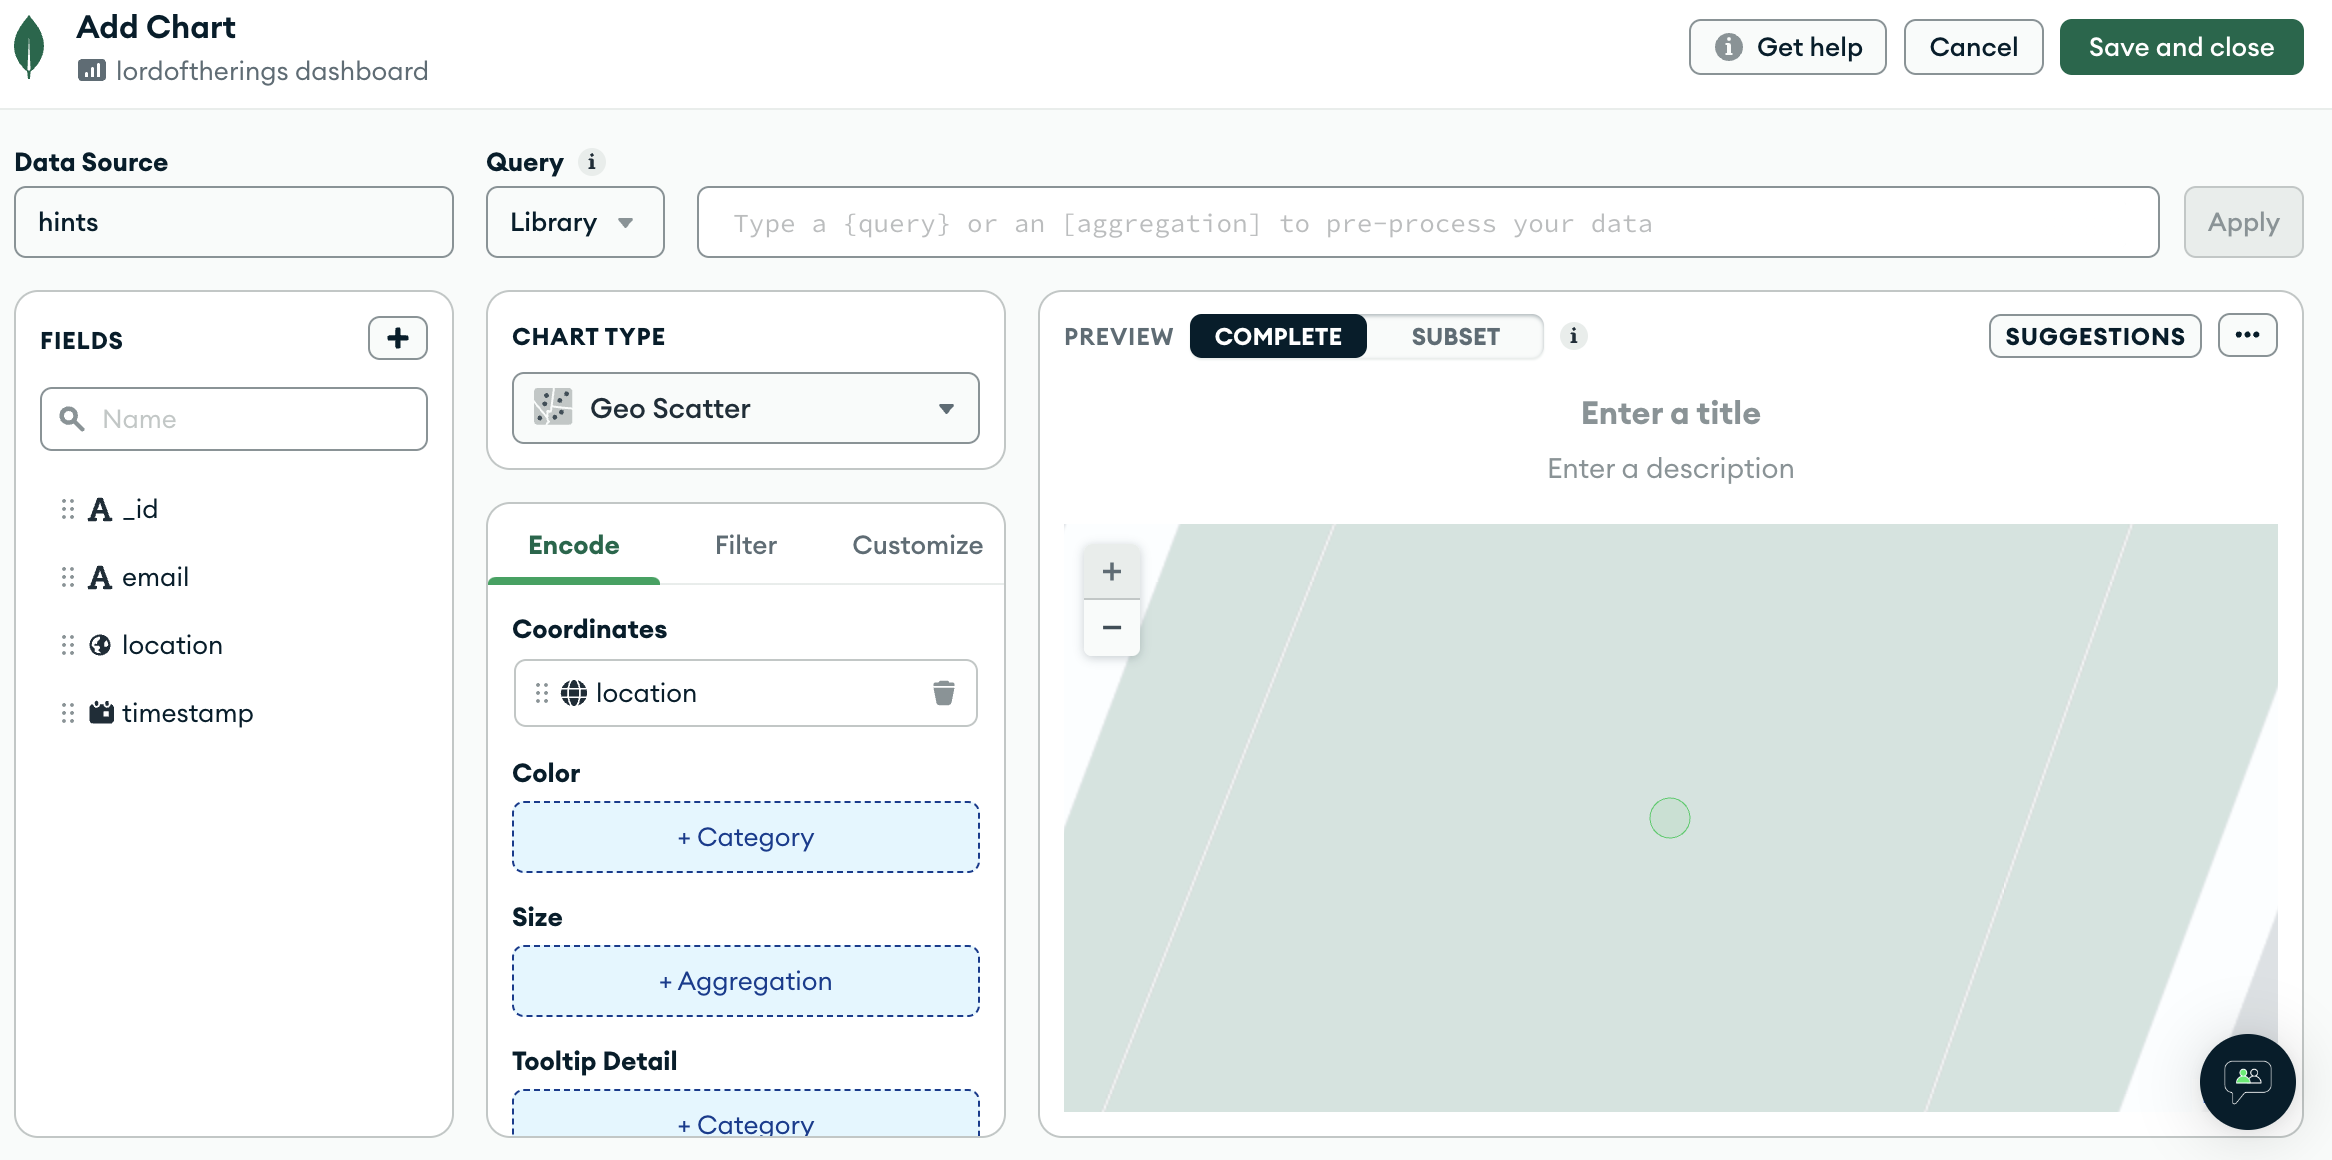 Add Chart
lordoftherings dashboard
Get help
Cancel
Save and close
Data Source
hints
Query
Library
Type a {query} or an [aggregation] to pre-process your data
Apply
FIELDS
Name
_id
email
location
timestamp
CHART TYPE
Geo Scatter
Encode
Filter
Customize
Coordinates
location
Color
+ Category
Size
+ Aggregation
Tooltip Detail
+ Category
PREVIEW
COMPLETE
SUBSET
SUGGESTIONS
Enter a title
Enter a description